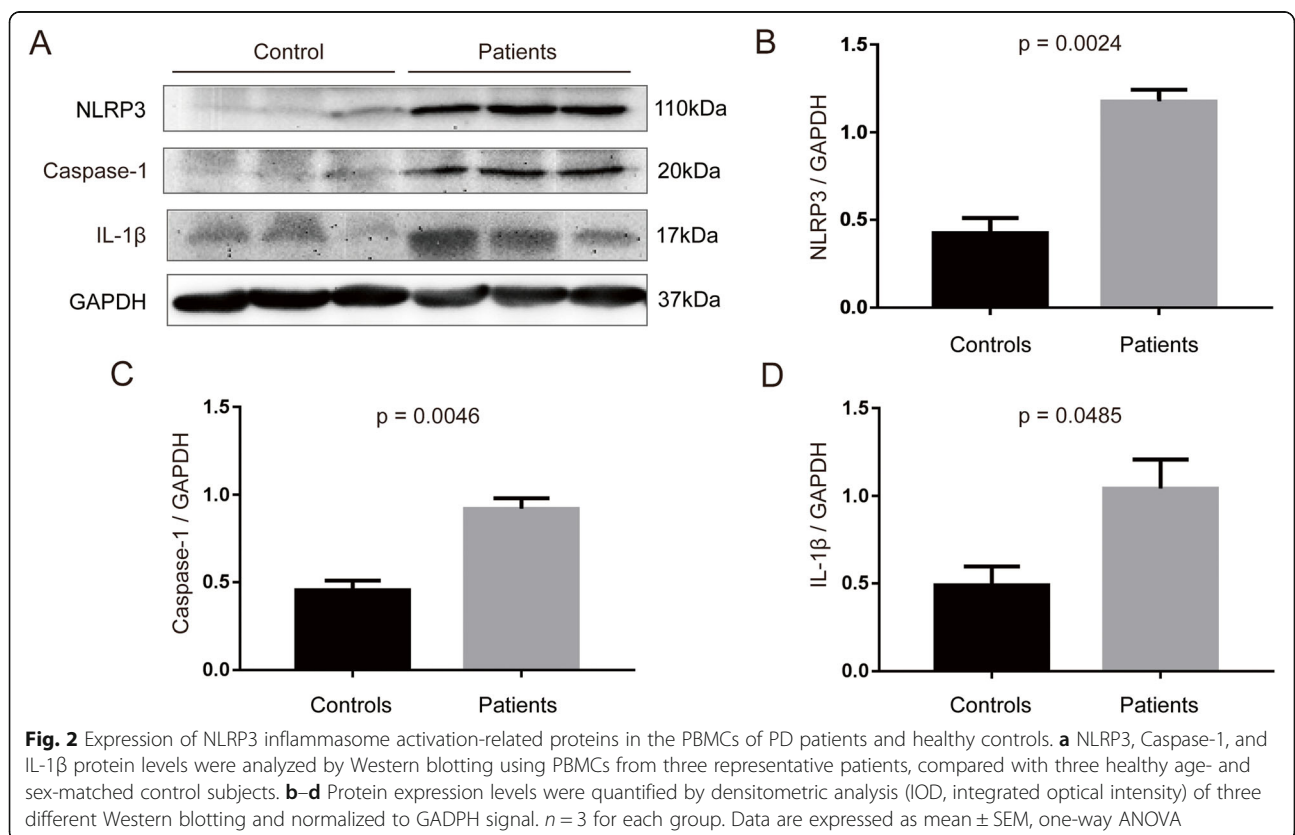 A
Control Patients
NLRP3 110kDa
Caspase-1 20kDa
IL-1β 17kDa
GAPDH 37kDa
B
p = 0.0024
NLRP3 / GAPDH
1.5
1.0
0.5
0.0
Controls Patients
C
p = 0.0046
Caspase-1 / GAPDH
1.5
1.0
0.5
0.0
Controls Patients
D
p = 0.0485
IL-1β / GAPDH
1.5
1.0
0.5
0.0
Controls Patients
Fig. 2 Expression of NLRP3 inflammasome activation-related proteins in the PBMCs of PD patients and healthy controls. a NLRP3, Caspase-1, and
IL-1β protein levels were analyzed by Western blotting using PBMCs from three representative patients, compared with three healthy age- and
sex-matched control subjects. b–d Protein expression levels were quantified by densitometric analysis (IOD, integrated optical intensity) of three
different Western blotting and normalized to GADPH signal. n = 3 for each group. Data are expressed as mean ± SEM, one-way ANOVA